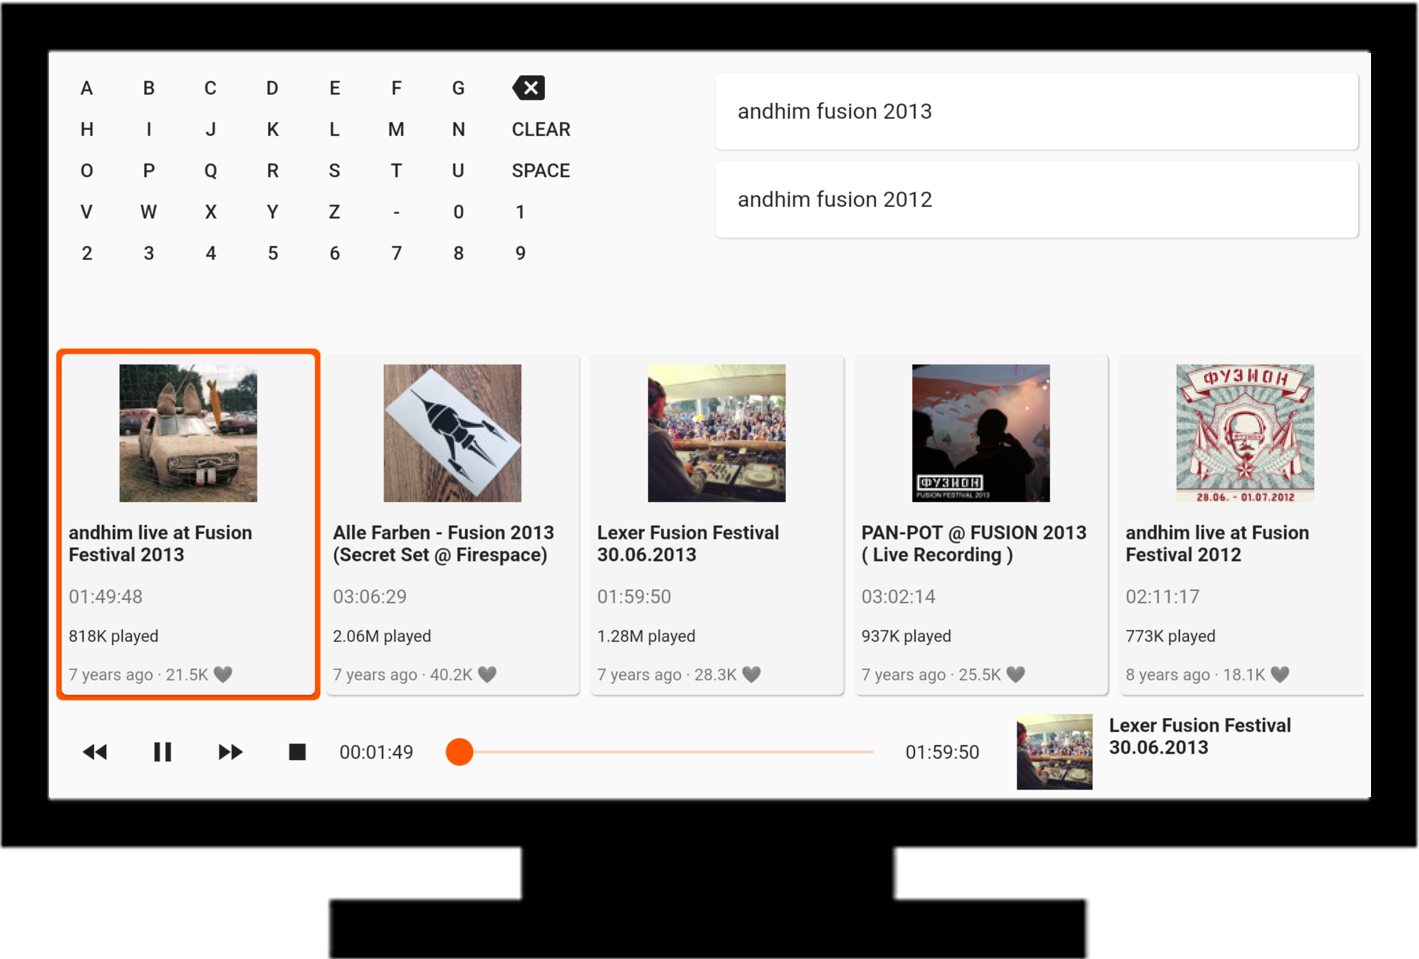 A B C D E F G
H I J K L M N CLEAR
O P Q R S T U SPACE
V W X Y Z - 0 1
2 3 4 5 6 7 8 9
andhim fusion 2013
andhim fusion 2012
andhim live at Fusion
Festival 2013
01:49:48
818K played
7 years ago · 21.5K
Alle Farben - Fusion 2013
(Secret Set @ Firespace)
03:06:29
2.06M played
7 years ago · 40.2K
Lexer Fusion Festival
30.06.2013
01:59:50
1.28M played
7 years ago · 28.3K
ФУЗИОН
FUSION FESTIVAL 2013
PAN-POT @ FUSION 2013
( Live Recording )
03:02:14
937K played
7 years ago · 25.5K
ФУЗИОН
28.06. - 01.07.2012
andhim live at Fusion
Festival 2012
02:11:17
773K played
8 years ago · 18.1K
00:01:49
01:59:50
Lexer Fusion Festival
30.06.2013